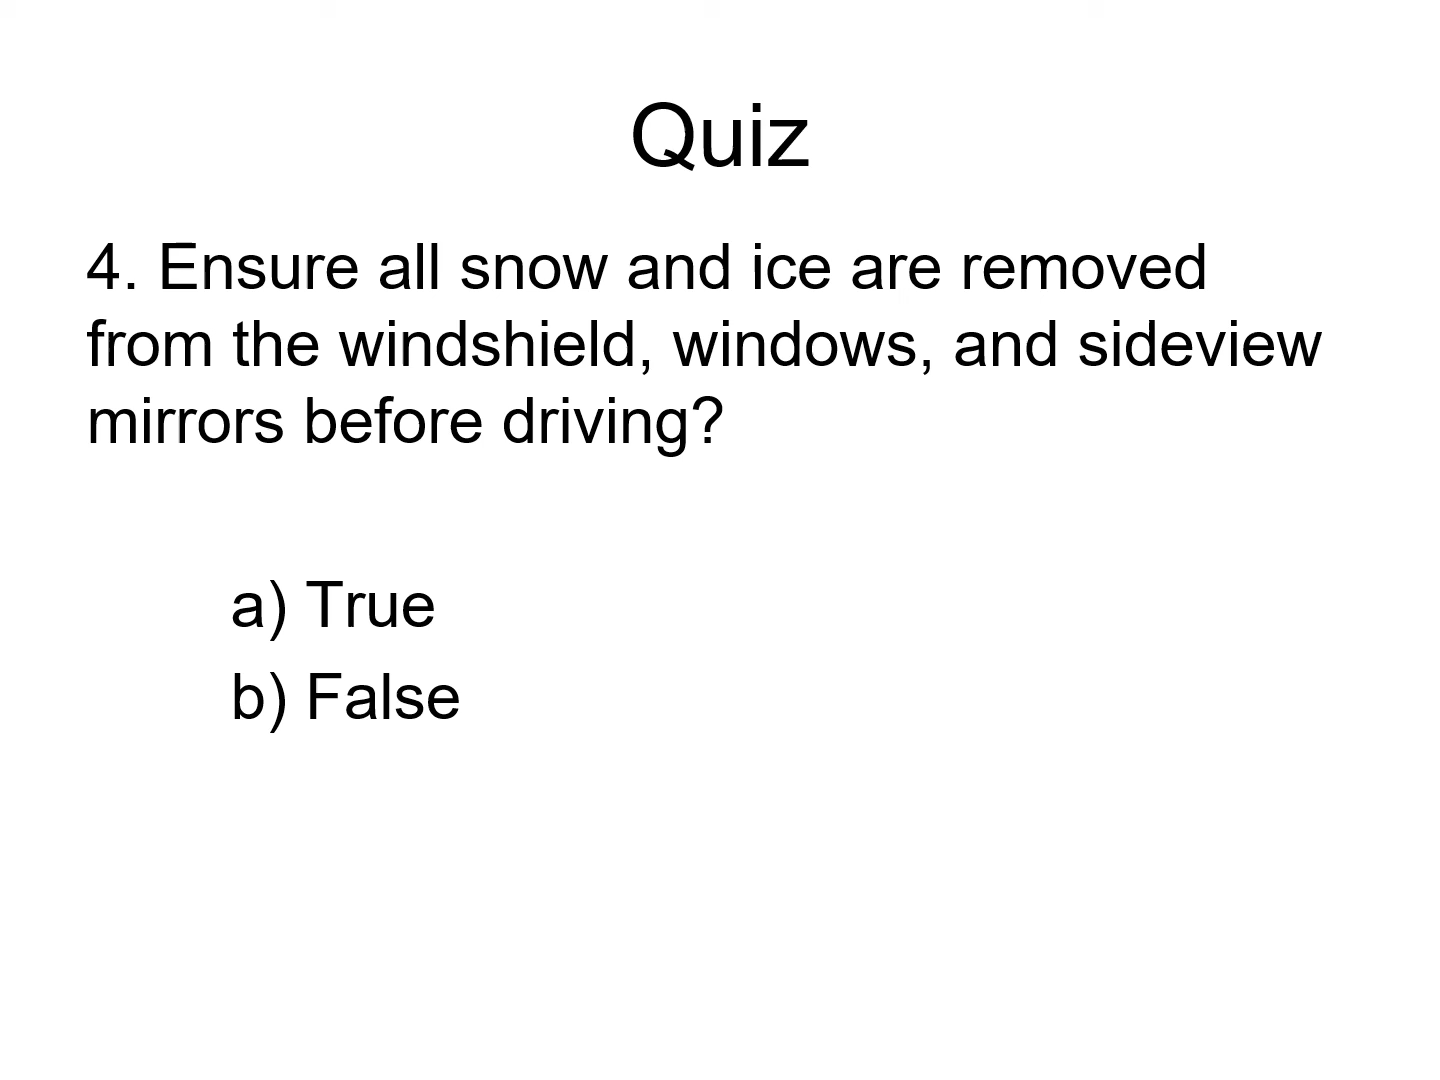 Quiz
4. Ensure all snow and ice are removed
from the windshield, windows, and sideview
mirrors before driving?
a) True
b) False